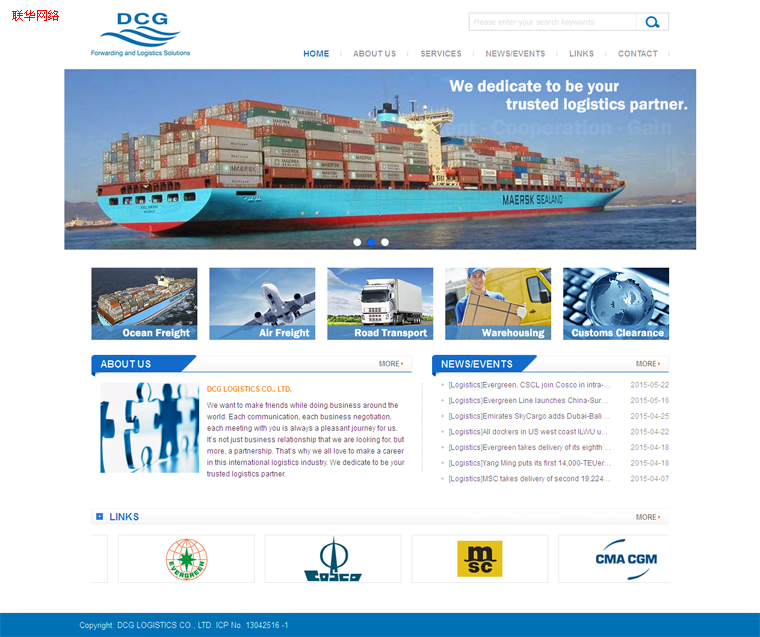 联华网络
DCG
Forwarding and Logistics Solutions
Please enter your search keywords
HOME
ABOUT US
SERVICES
NEWS/EVENTS
LINKS
CONTACT
We dedicate to be your
trusted logistics partner.
Cooperation - Gain
MAERSK SEALAND
Ocean Freight
Air Freight
Road Transport
Warehousing
Customs Clearance
ABOUT US
MORE
DCG LOGISTICS CO., LTD.
We want to make friends while doing business around the
world. Each communication, each business negotiation,
each meeting with you is always a pleasant journey for us.
It's not just business relationship that we are looking for, but
more, a partnership. That's why we all love to make a career
in this international logistics industry. We dedicate to be your
trusted logistics partner.
NEWS/EVENTS
MORE
[Logistics]Evergreen, CSCL join Cosco in intra-... 2015-05-22
[Logistics]Evergreen Line launches China-Sur... 2015-05-16
[Logistics]Emirates SkyCargo adds Dubai-Bali ... 2015-04-25
[Logistics]All dockers in US west coast ILWU u... 2015-04-22
[Logistics]Evergreen takes delivery of its eighth ... 2015-04-18
[Logistics]Yang Ming puts its first 14,000-TEUer... 2015-04-18
[Logistics]MSC takes delivery of second 19,224... 2015-04-07
LINKS
MORE
EVERGREEN
COSCO
m
sc
CMA CGM
Copyright: DCG LOGISTICS CO., LTD. ICP No. 13042516 -1